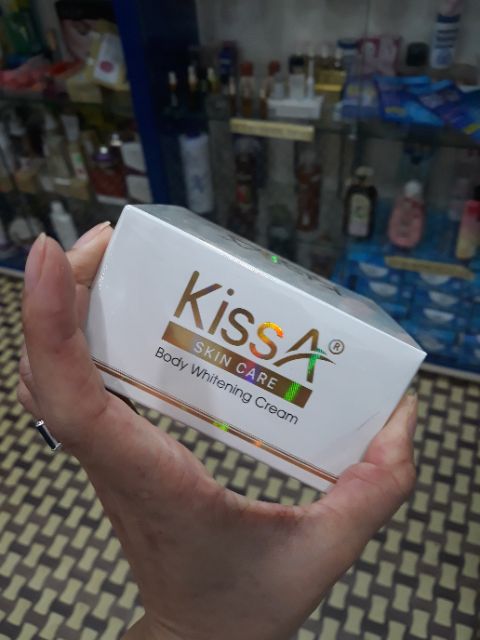 KissA®
SKIN CARE
Body Whitening Cream